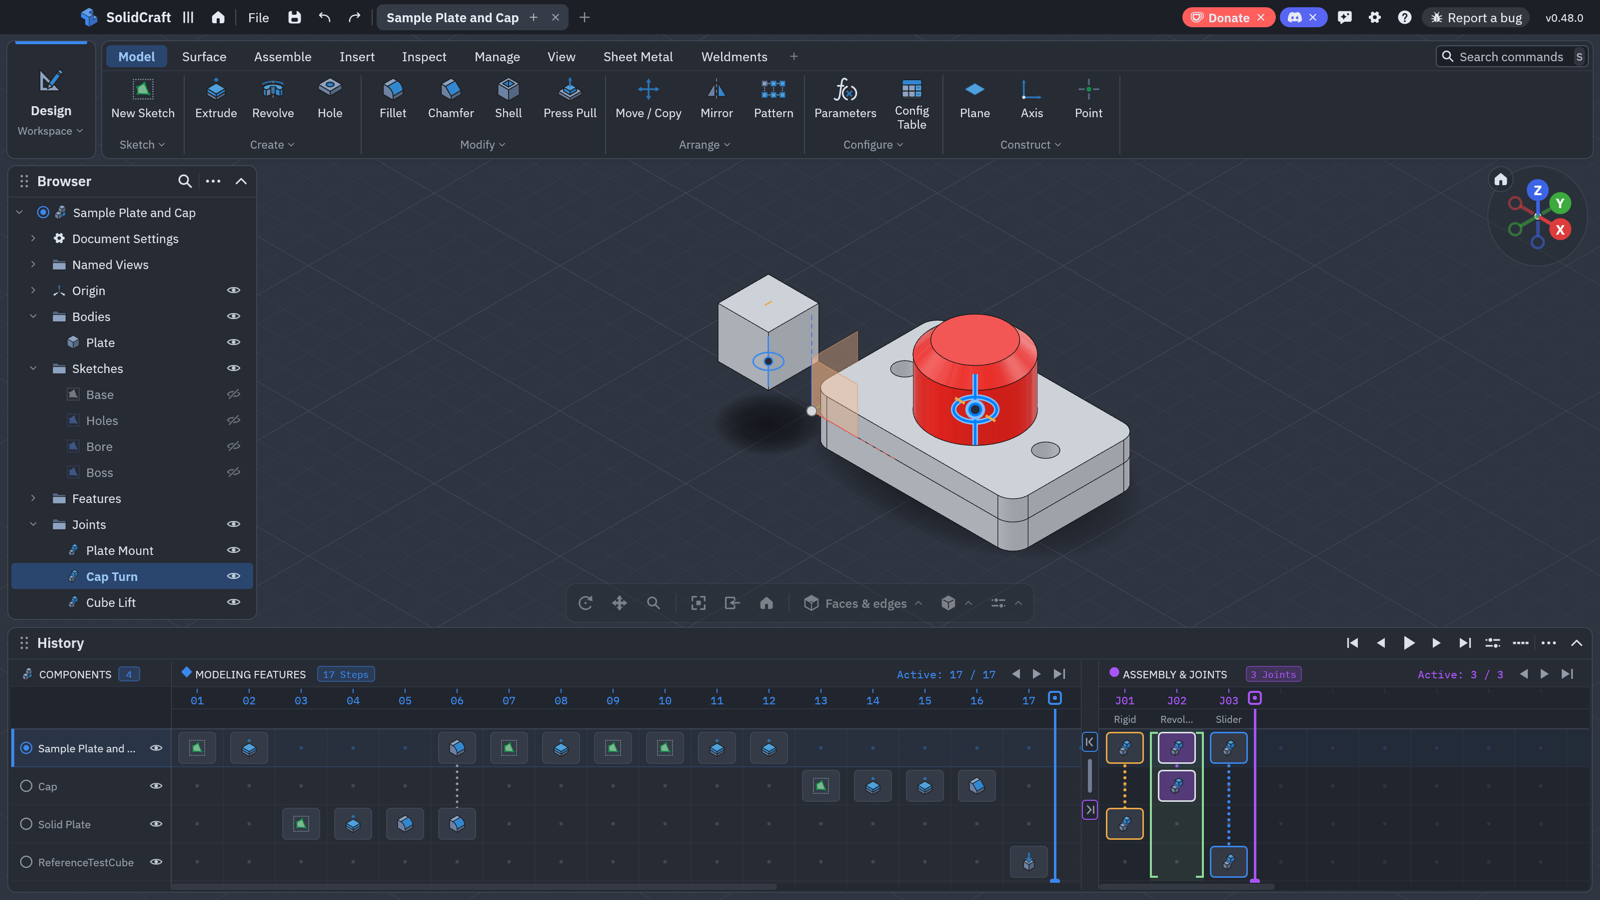 SolidCraft
File
Sample Plate and Cap
Donate
Report a bug
v0.48.0
Design
Workspace
Model
Surface
Assemble
Insert
Inspect
Manage
View
Sheet Metal
Weldments
Search commands
S
New Sketch
Extrude
Revolve
Hole
Fillet
Chamfer
Shell
Press Pull
Move / Copy
Mirror
Pattern
Parameters
Config
Table
Plane
Axis
Point
Sketch
Create
Modify
Arrange
Configure
Construct
Browser
Sample Plate and Cap
Document Settings
Named Views
Origin
Bodies
Plate
Sketches
Base
Holes
Bore
Boss
Features
Joints
Plate Mount
Cap Turn
Cube Lift
Z
Y
X
Faces & edges
History
COMPONENTS 4
MODELING FEATURES 17 Steps
Active: 17 / 17
ASSEMBLY & JOINTS 3 Joints
Active: 3 / 3
01 02 03 04 05 06 07 08 09 10 11 12 13 14 15 16 17
J01 J02 J03
Rigid Revol... Slider
Sample Plate and ...
Cap
Solid Plate
ReferenceTestCube